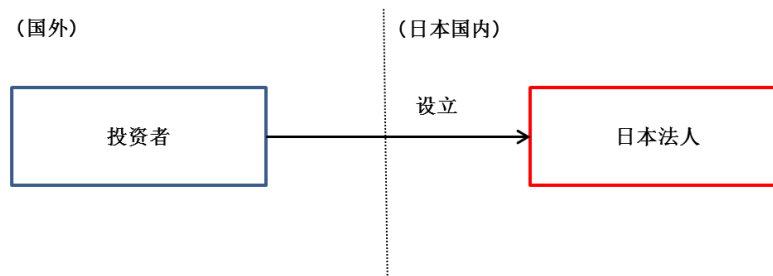 （国外）
（日本国内）
设立
投资者
日本法人